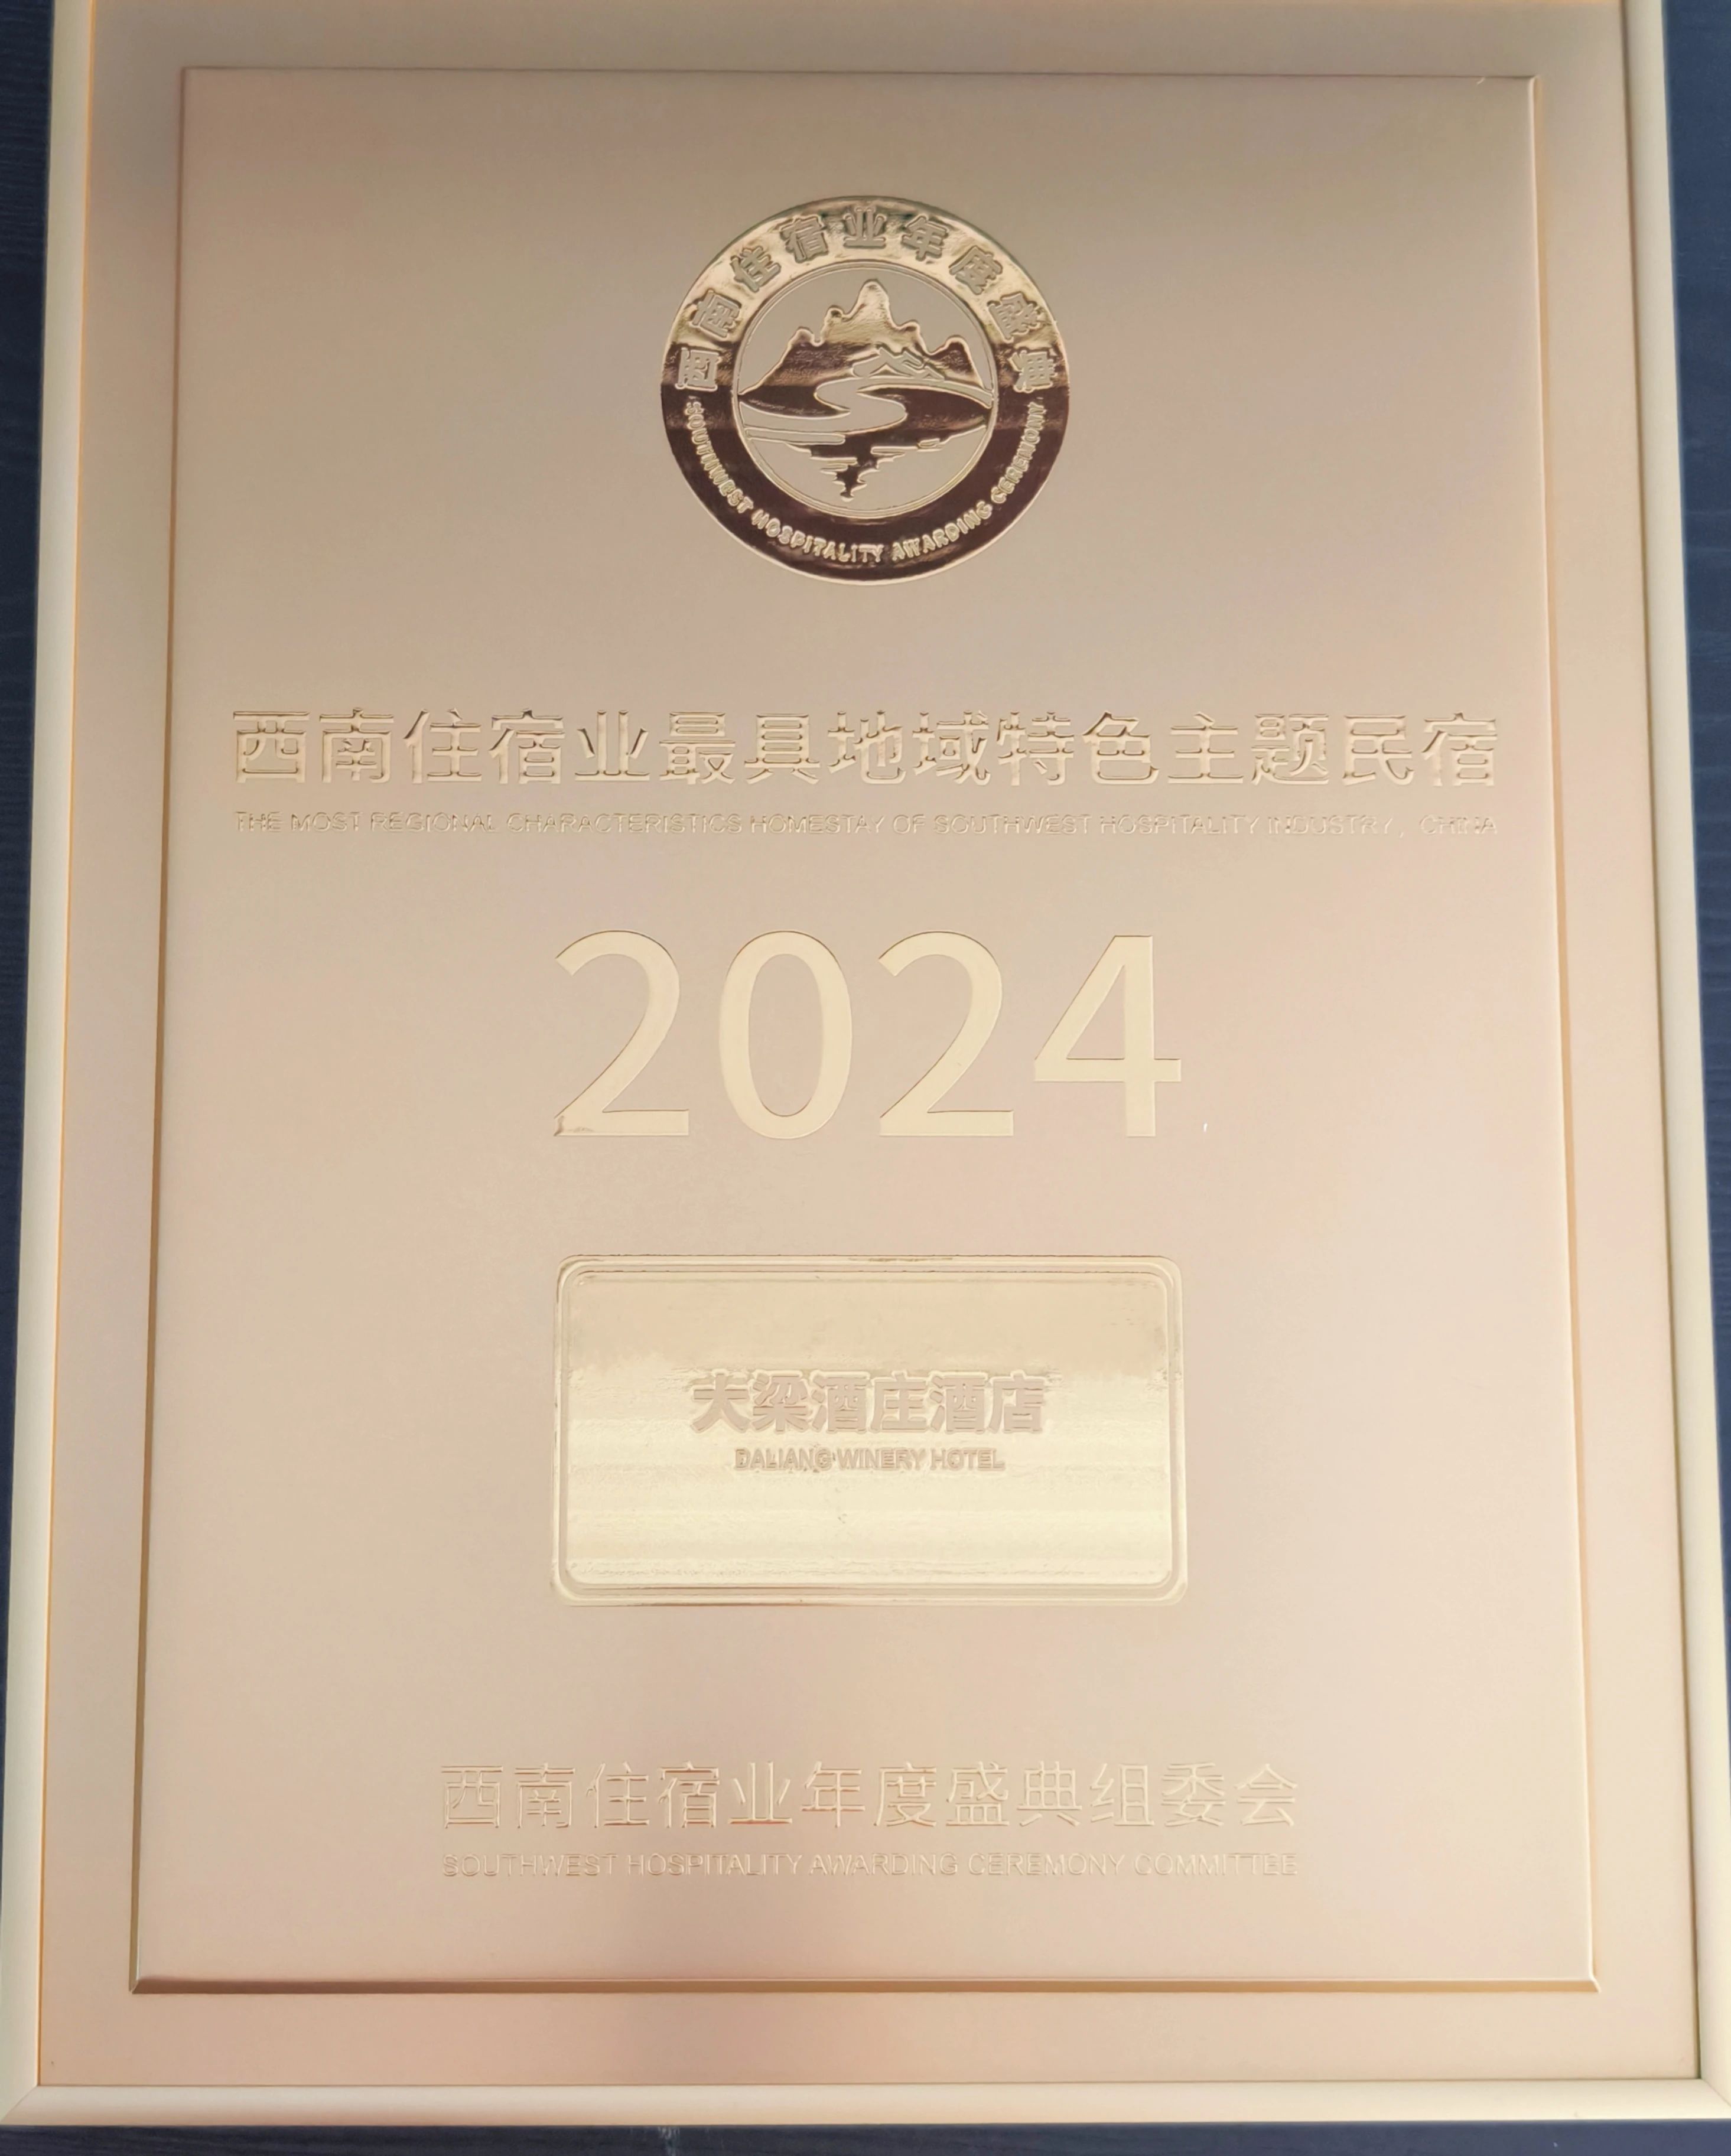 西南住宿业年度盛典
SOUTHWEST HOSPITALITY AWARDING CEREMONY
西南住宿业最具地域特色主题民宿
THE MOST REGIONAL CHARACTERISTICS HOMESTAY OF SOUTHWEST HOSPITALITY INDUSTRY, CHINA
2024
大梁酒庄酒店
DALIANG WINERY HOTEL
西南住宿业年度盛典组委会
SOUTHWEST HOSPITALITY AWARDING CEREMONY COMMITTEE